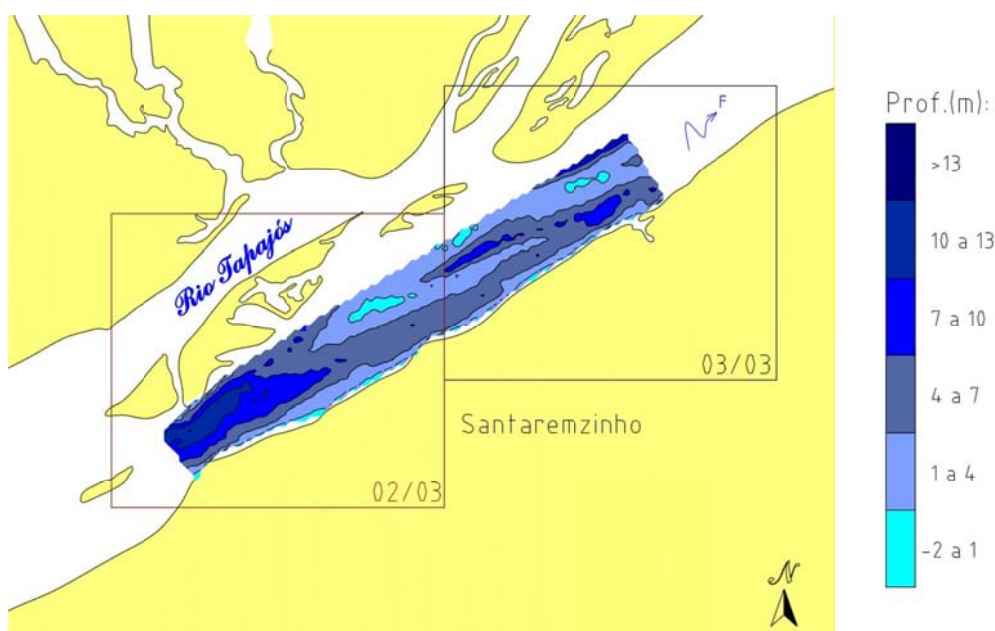 F
Prof.(m):
>13
10 a 13
7 a 10
4 a 7
1 a 4
-2 a 1
Rio Tapajós
03/03
Santaremzinho
02/03
N